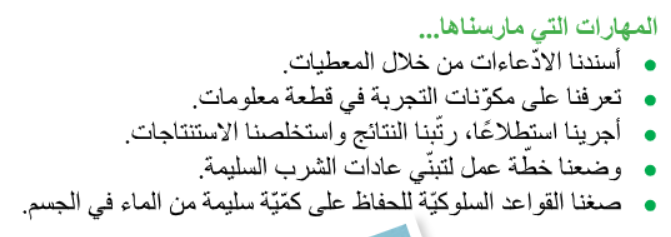 المهارات التي مارسناها...
• أسندنا الادّعاءات من خلال المعطيات.
• تعرفنا على مكوّنات التجربة في قطعة معلومات.
• أجرينا استطلاعًا، رتّبنا النتائج واستخلصنا الاستنتاجات.
• وضعنا خطّة عمل لتبنّي عادات الشرب السليمة.
• صغنا القواعد السلوكيّة للحفاظ على كمّيّة سليمة من الماء في الجسم.